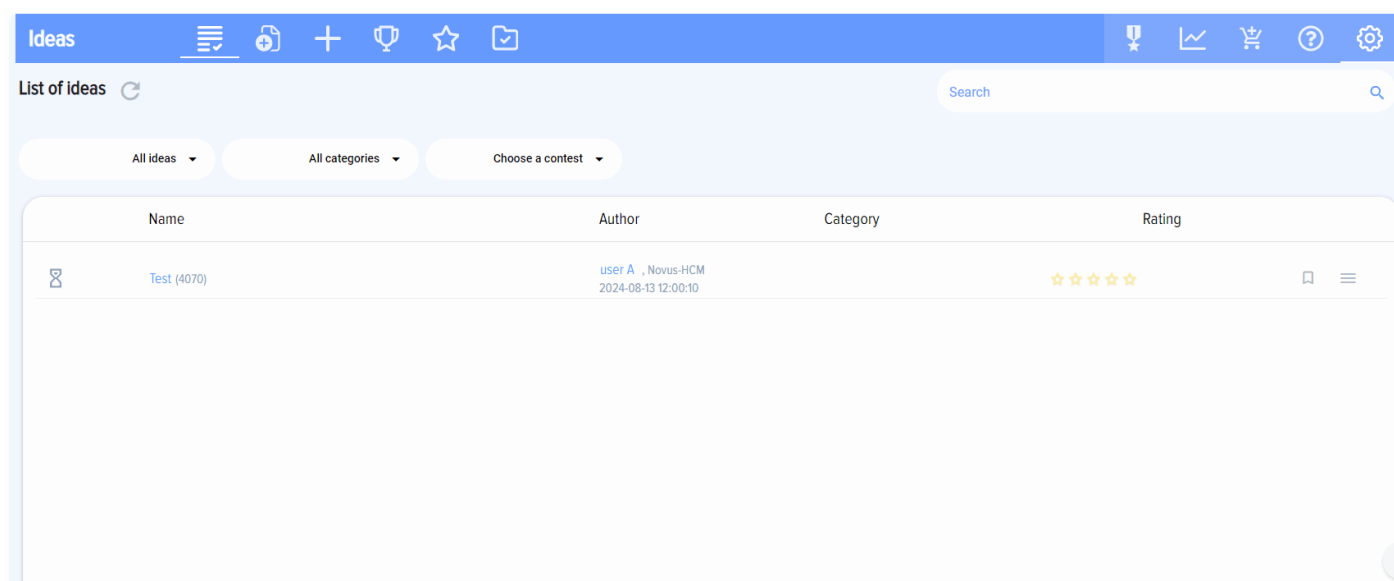 Ideas
List of ideas
Search
All ideas
All categories
Choose a contest
Name
Author
Category
Rating
Test (4070)
user A , Novus-HCM
2024-08-13 12:00:10